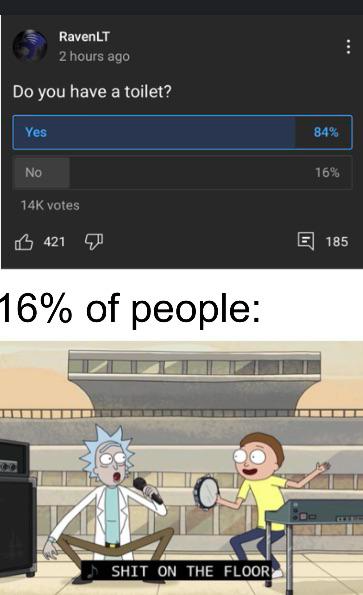 RavenLT
2 hours ago
Do you have a toilet?
Yes 84%
No 16%
14K votes
421 185
16% of people:
♪ SHIT ON THE FLOOR